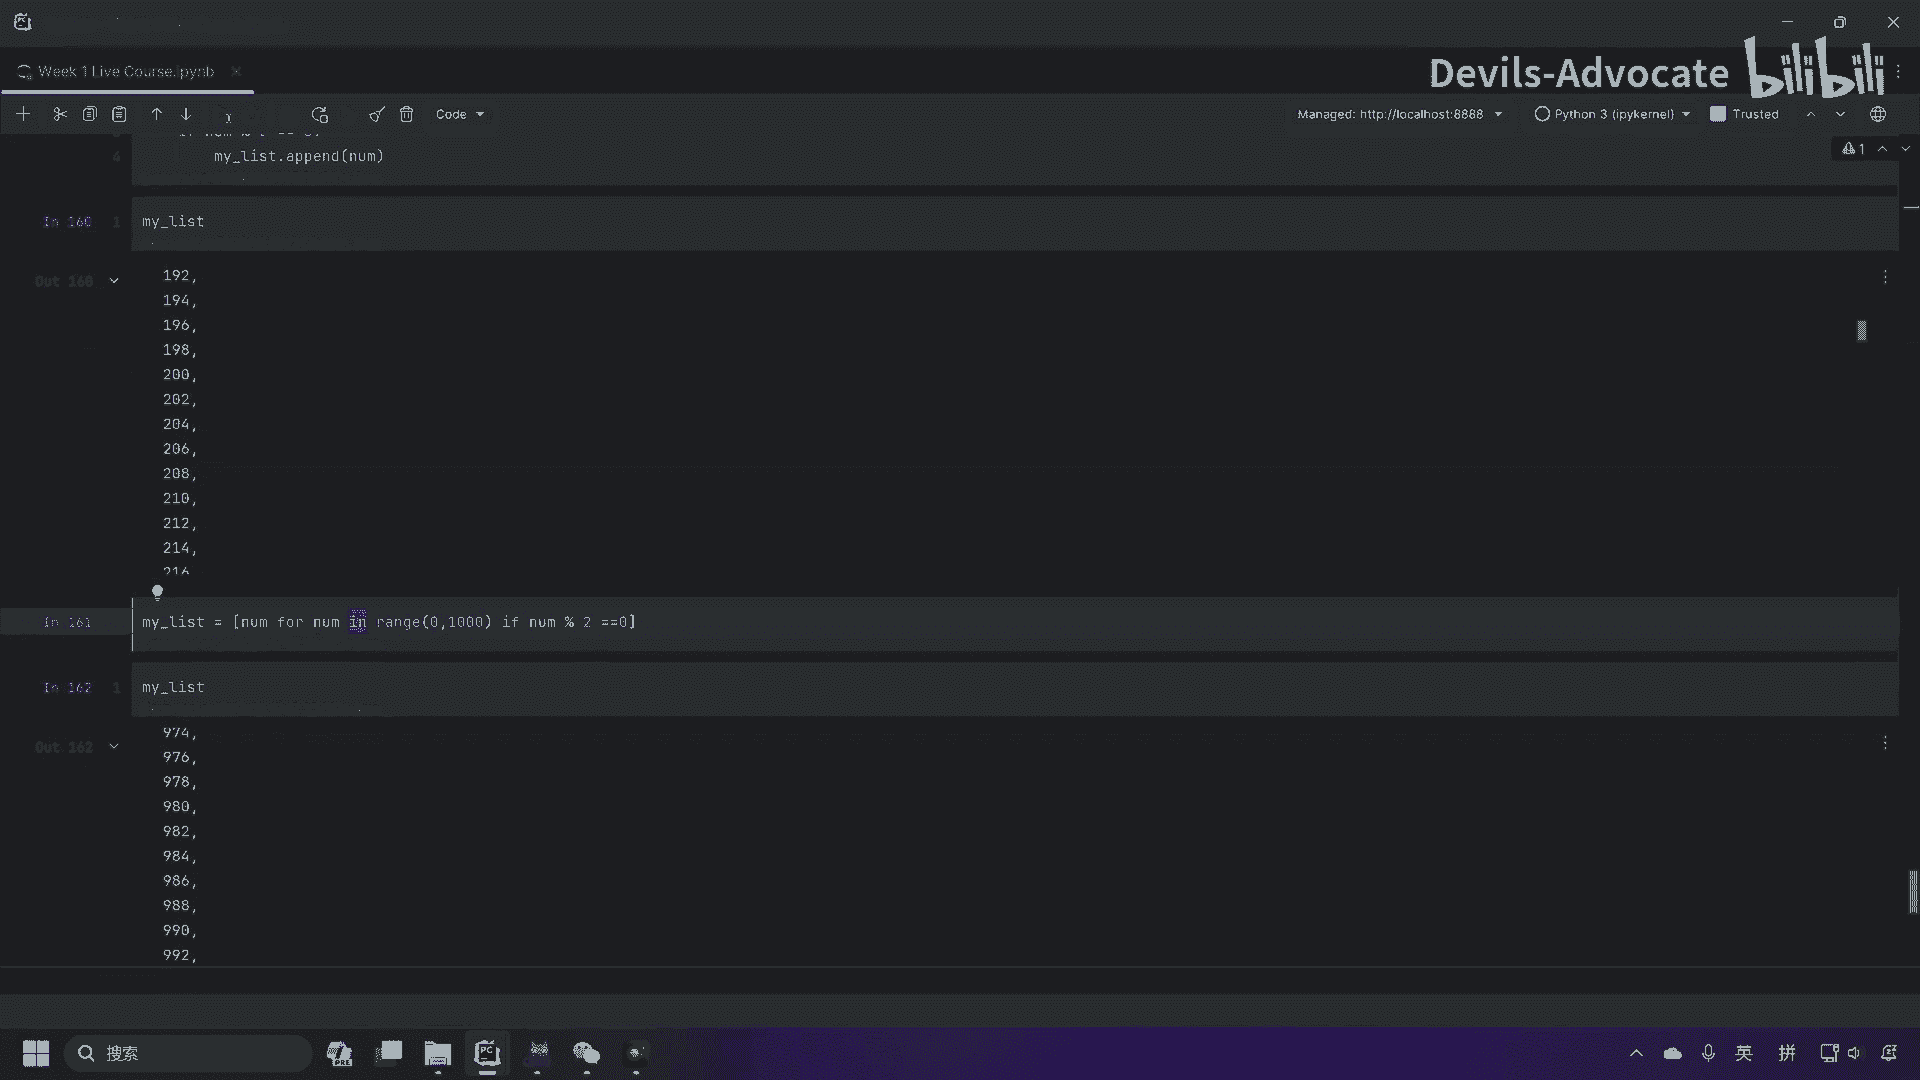 Week 1 Live Course.ipynb
Devils-Advocate bilibili
Code
Managed: http://localhost:8888
Python 3 (ipykernel)
Trusted
1
4 my_list.append(num)
In 160 1 my_list
Out 160
192,
194,
196,
198,
200,
202,
204,
206,
208,
210,
212,
214,
216
In 161 my_list = [num for num in range(0,1000) if num % 2 ==0]
In 162 1 my_list
Out 162
974,
976,
978,
980,
982,
984,
986,
988,
990,
992,
搜索
PRE
PC
英
拼